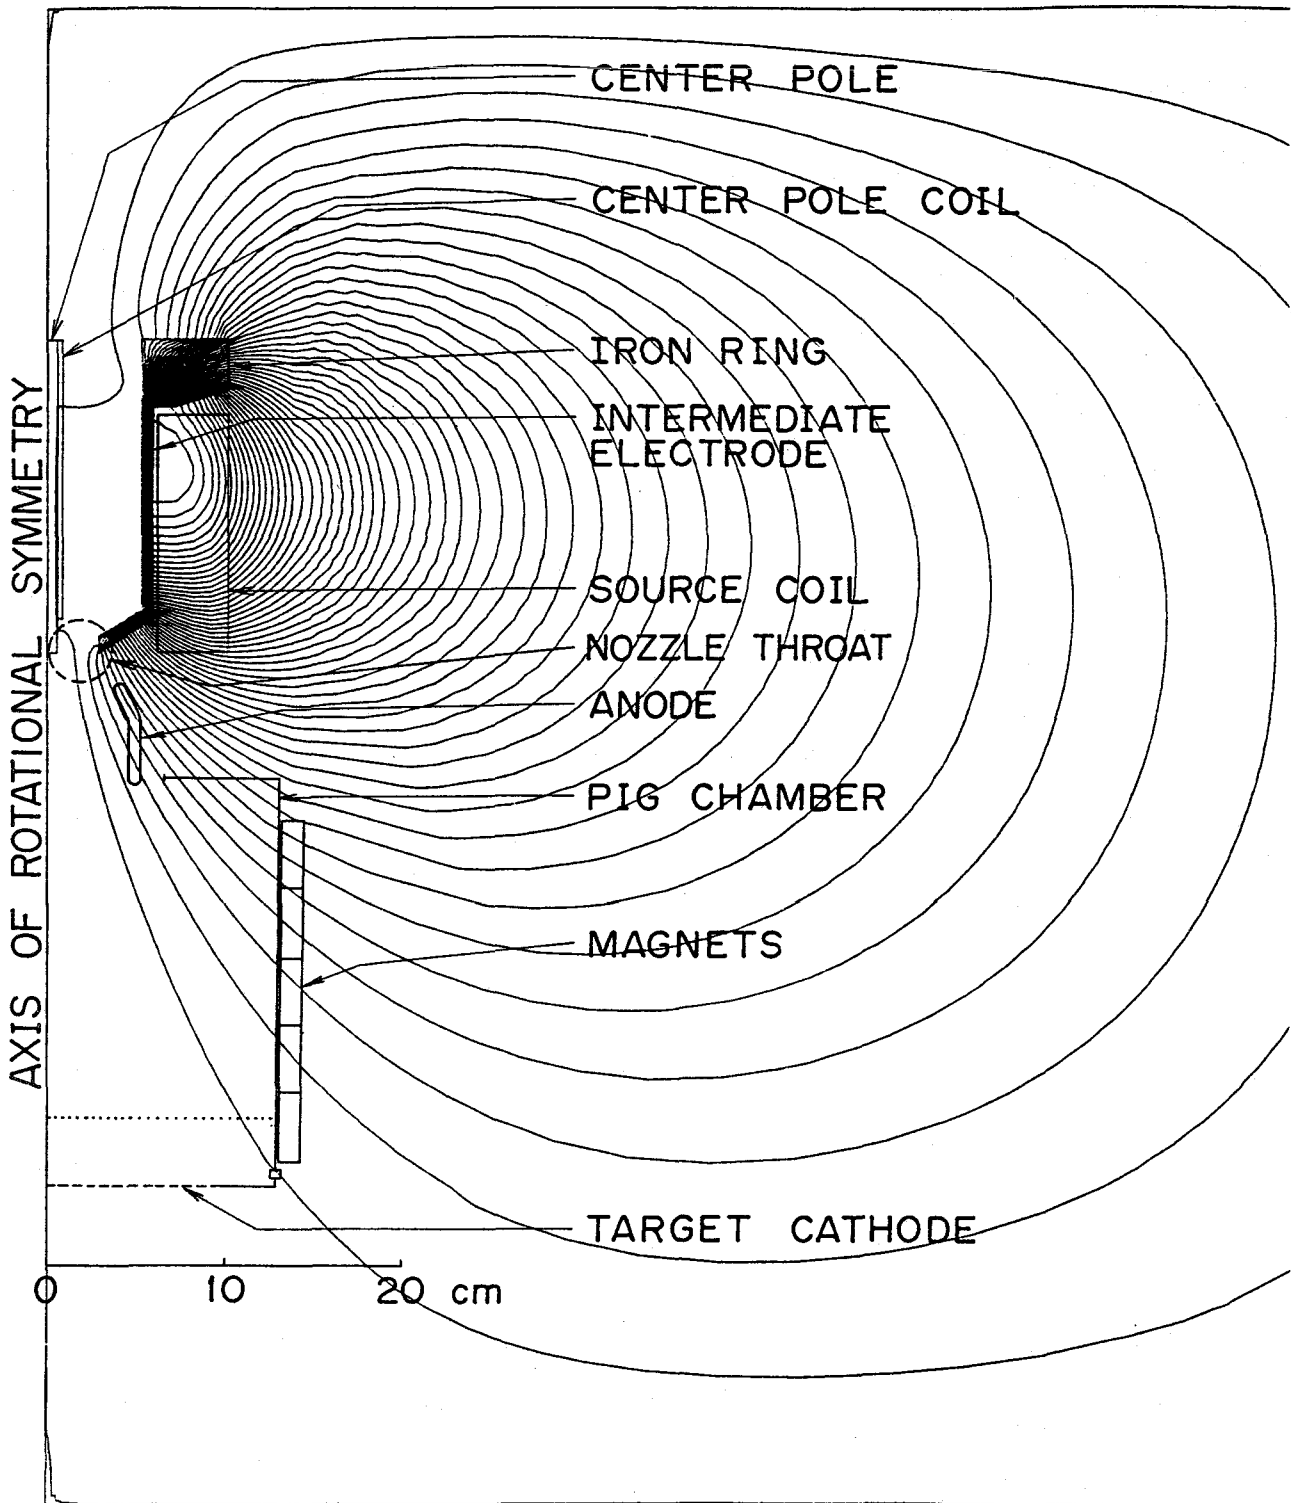 CENTER POLE
CENTER POLE COIL
IRON RING
INTERMEDIATE
ELECTRODE
SOURCE COIL
NOZZLE THROAT
ANODE
PIG CHAMBER
MAGNETS
TARGET CATHODE
AXIS OF ROTATIONAL SYMMETRY
0 10 20 cm